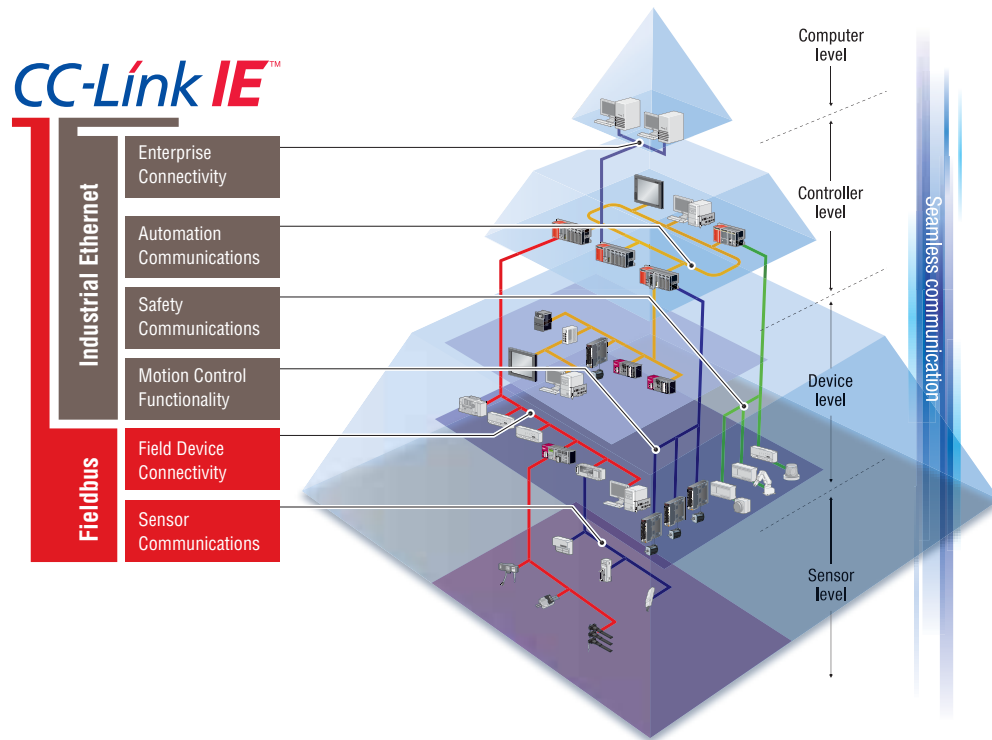 CC-Link IE™
Industrial Ethernet
Enterprise
Connectivity
Automation
Communications
Safety
Communications
Motion Control
Functionality
Fieldbus
Field Device
Connectivity
Sensor
Communications
Computer
level
Controller
level
Device
level
Sensor
level
Seamless communication